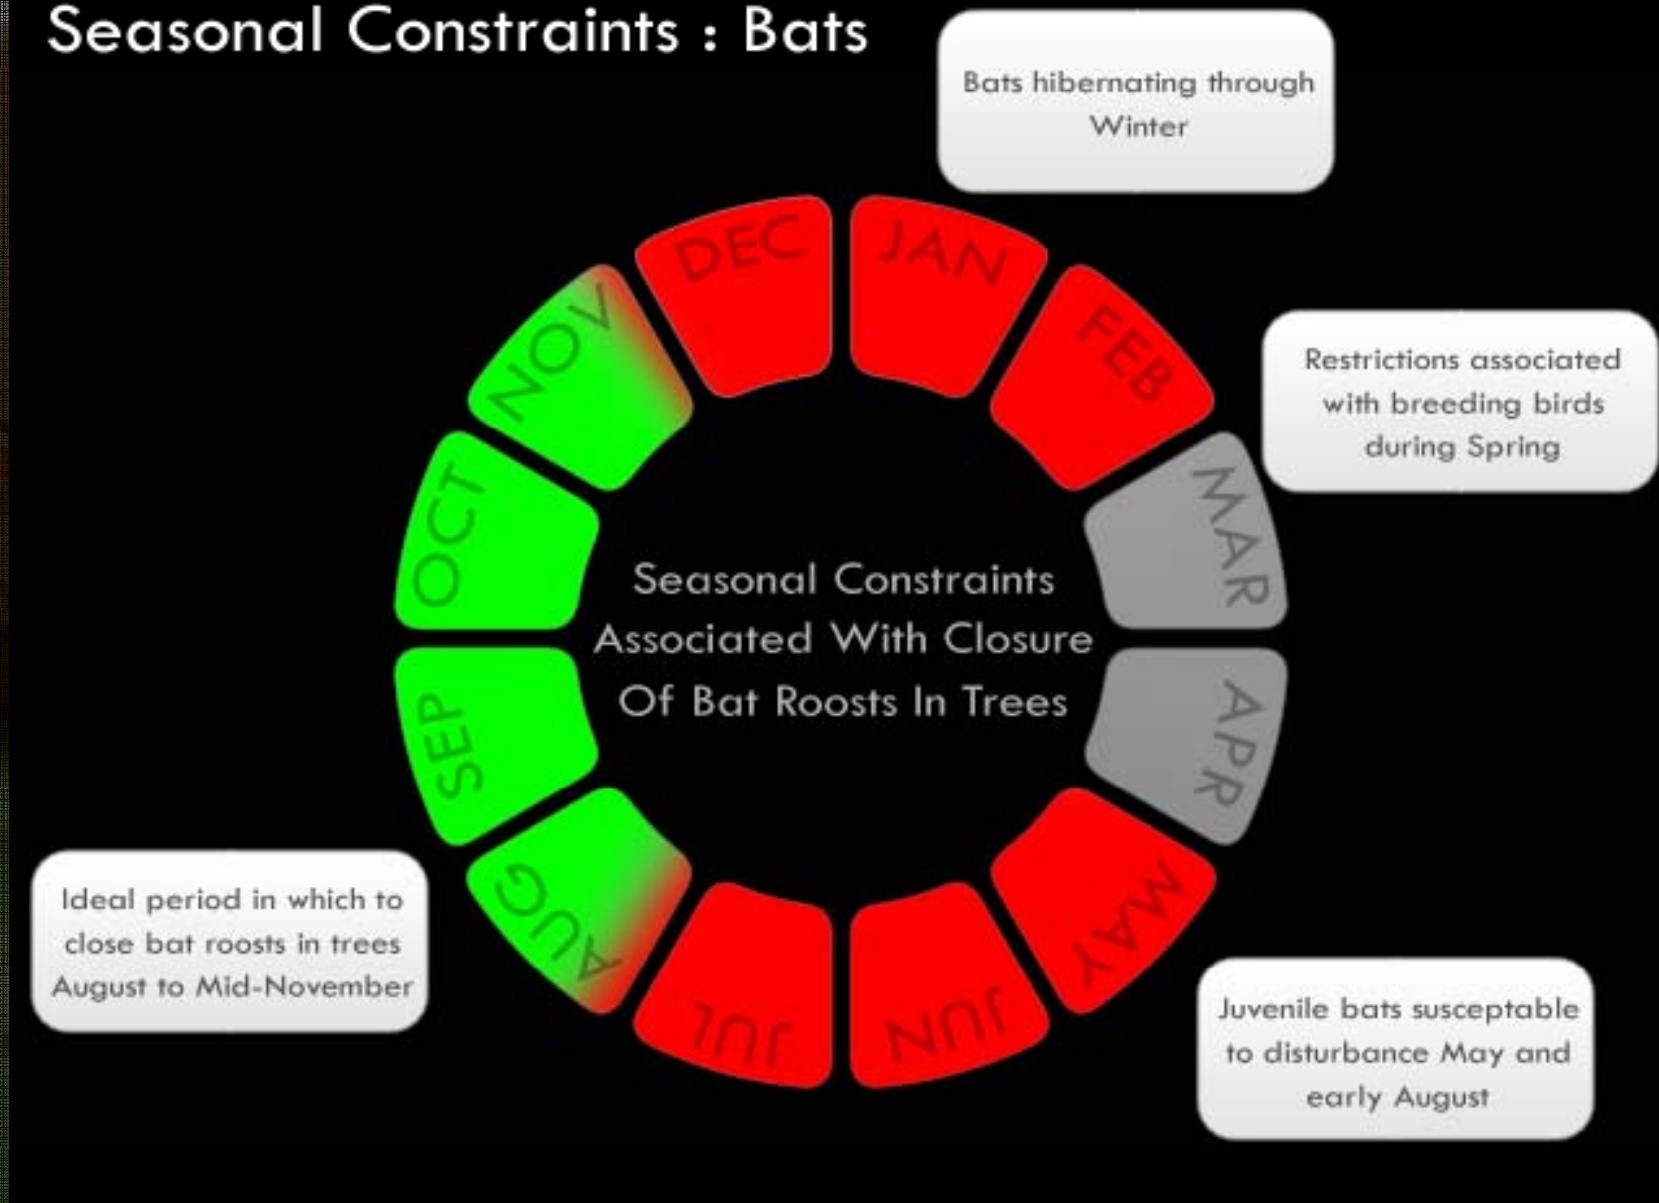 Seasonal Constraints : Bats
Bats hibernating through
Winter
DEC
JAN
FEB
NOV
Restrictions associated
with breeding birds
during Spring
OCT
MAR
Seasonal Constraints
Associated With Closure
Of Bat Roosts In Trees
SEP
APR
AUG
MAY
JUL
JUN
Ideal period in which to
close bat roosts in trees
August to Mid-November
Juvenile bats susceptable
to disturbance May and
early August